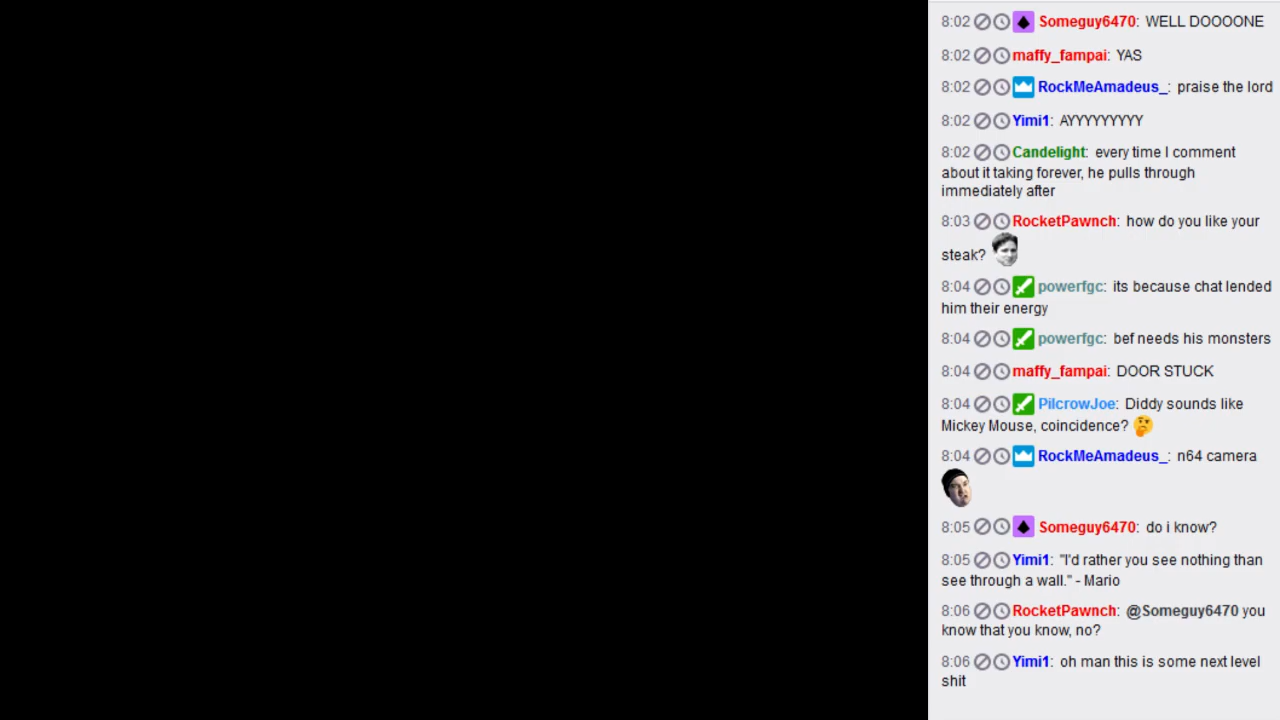 8:02 Someguy6470: WELL DOOOONE
8:02 maffy_fampai: YAS
8:02 RockMeAmadeus_: praise the lord
8:02 Yimi1: AYYYYYYYYY
8:02 Candelight: every time I comment
about it taking forever, he pulls through
immediately after
8:03 RocketPawnch: how do you like your
steak?
8:04 powerfgc: its because chat lended
him their energy
8:04 powerfgc: bef needs his monsters
8:04 maffy_fampai: DOOR STUCK
8:04 PilcrowJoe: Diddy sounds like
Mickey Mouse, coincidence?
8:04 RockMeAmadeus_: n64 camera
8:05 Someguy6470: do i know?
8:05 Yimi1: "I'd rather you see nothing than
see through a wall." - Mario
8:06 RocketPawnch: @Someguy6470 you
know that you know, no?
8:06 Yimi1: oh man this is some next level
shit